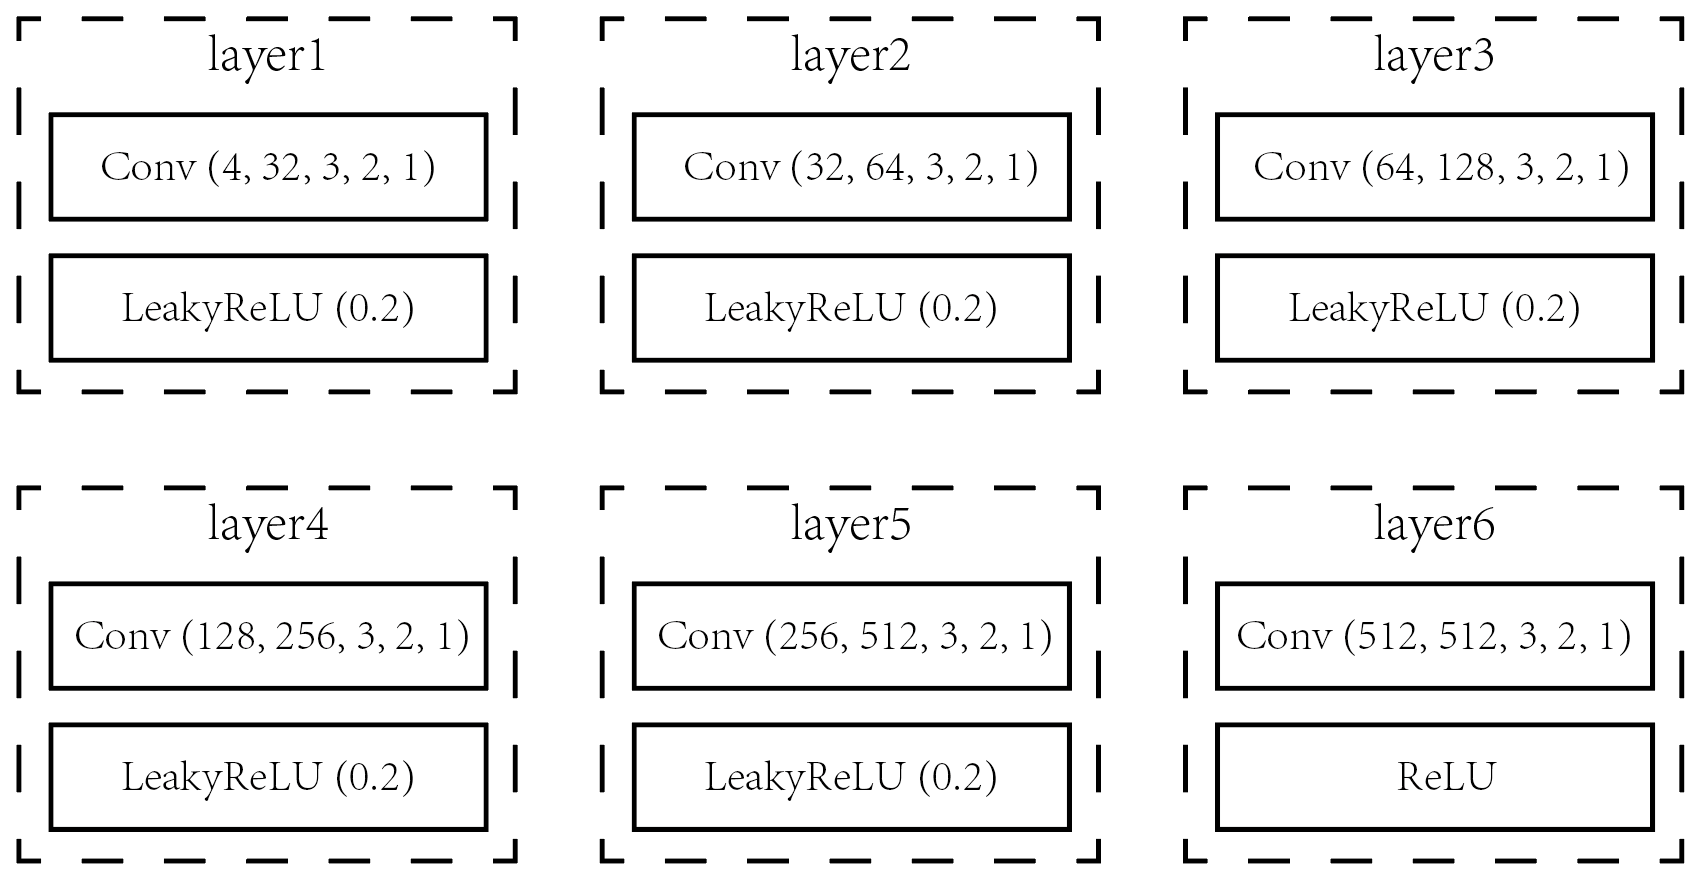 layer1
Conv (4, 32, 3, 2, 1)
LeakyReLU (0.2)
layer2
Conv (32, 64, 3, 2, 1)
LeakyReLU (0.2)
layer3
Conv (64, 128, 3, 2, 1)
LeakyReLU (0.2)
layer4
Conv (128, 256, 3, 2, 1)
LeakyReLU (0.2)
layer5
Conv (256, 512, 3, 2, 1)
LeakyReLU (0.2)
layer6
Conv (512, 512, 3, 2, 1)
ReLU